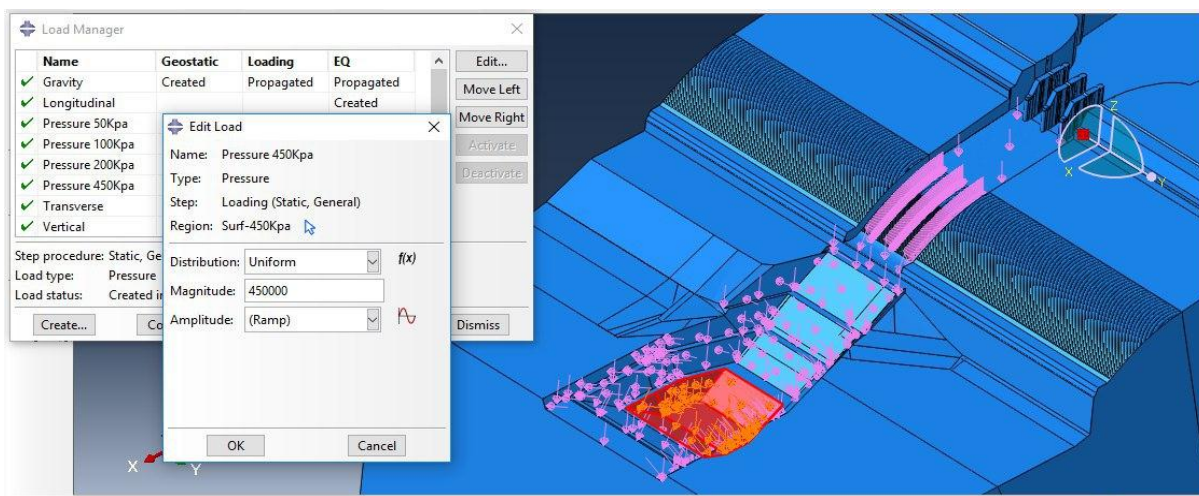 Load Manager
Name Geostatic Loading EQ
Gravity Created Propagated Propagated
Longitudinal Created
Pressure 50Kpa
Pressure 100Kpa
Pressure 200Kpa
Pressure 450Kpa
Transverse
Vertical
Step procedure: Static, Ge
Load type: Pressure
Load status: Created in
Create...
Co
Dismiss
Edit...
Move Left
Move Right
Activate
Deactivate
Edit Load
Name: Pressure 450Kpa
Type: Pressure
Step: Loading (Static, General)
Region: Surf-450Kpa
Distribution: Uniform f(x)
Magnitude: 450000
Amplitude: (Ramp)
OK Cancel
X Y
Z
X
Y